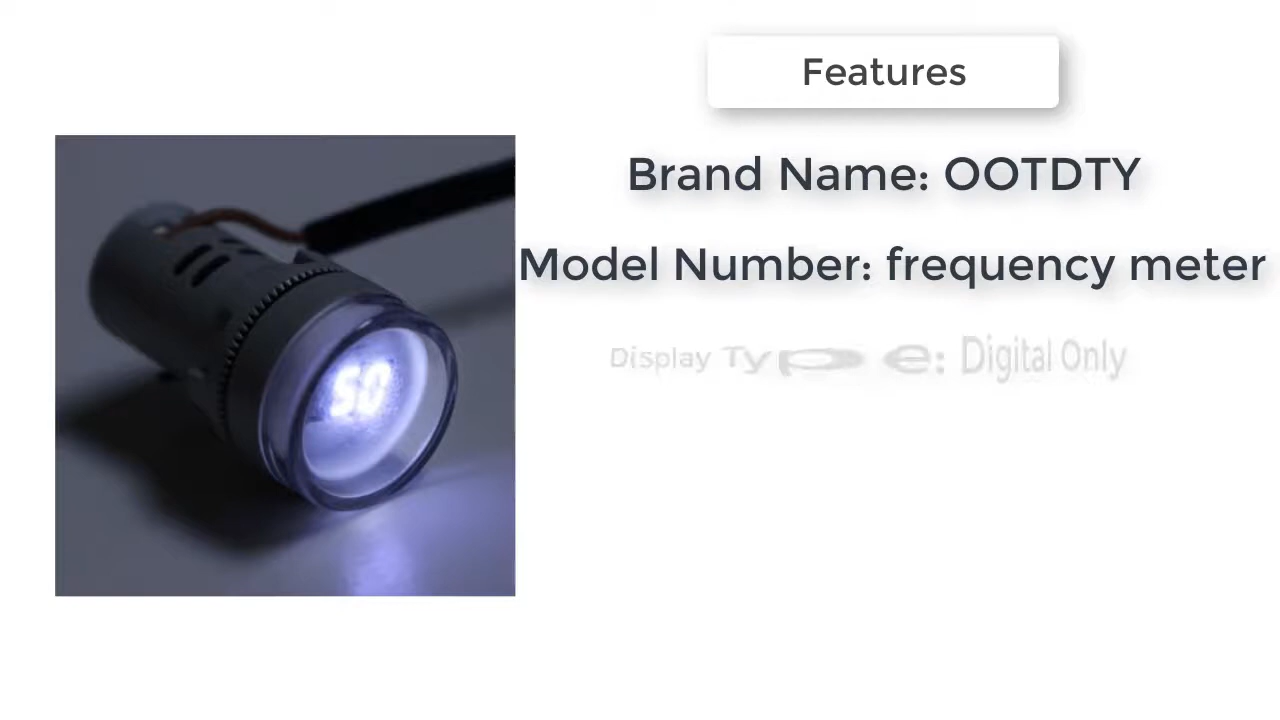 Features
Brand Name: OOTDTY
Model Number: frequency meter
Display Type: Digital Only
50